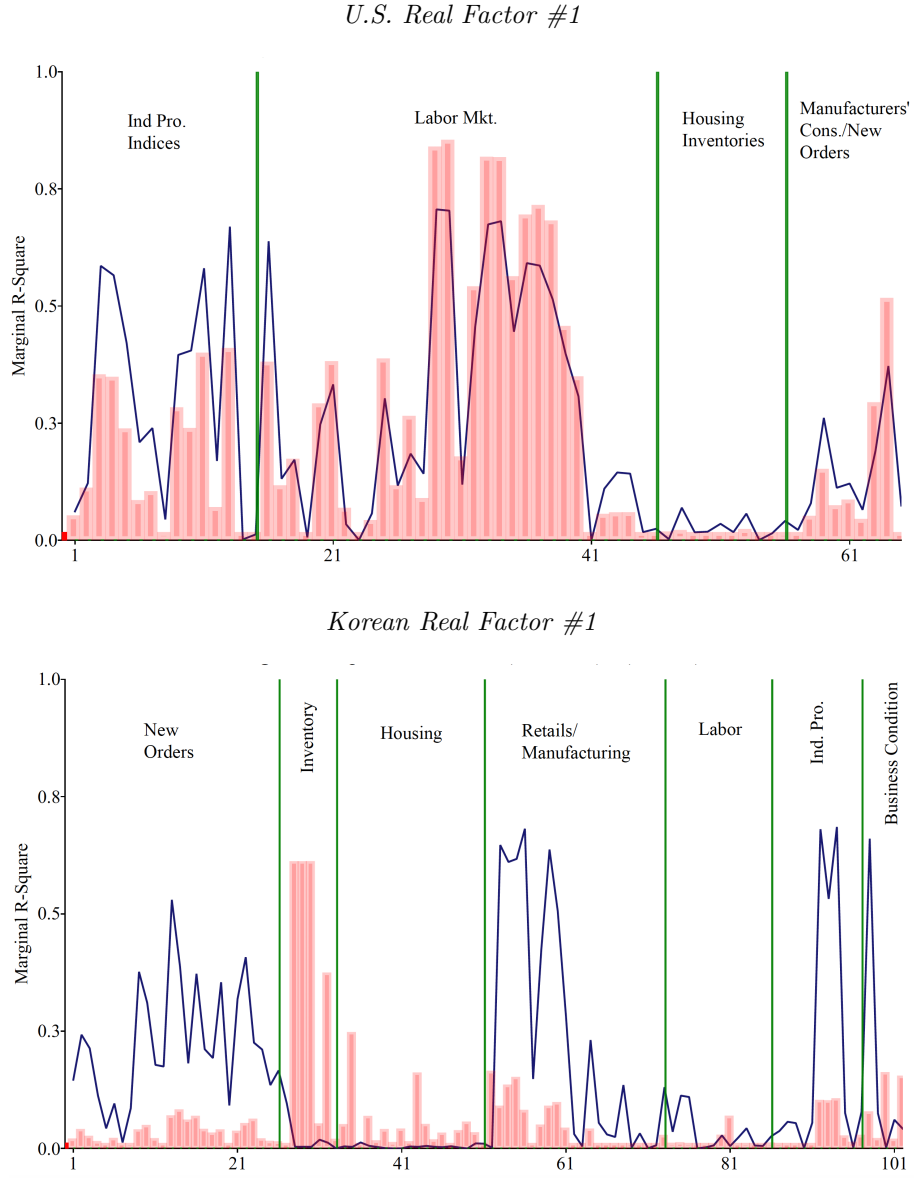 U.S. Real Factor #1
1.0
0.8
0.5
0.3
0.0
Marginal R-Square
Ind Pro.
Indices
Labor Mkt.
Housing
Inventories
Manufacturers'
Cons./New
Orders
1
21
41
61
Korean Real Factor #1
1.0
0.8
0.5
0.3
0.0
Marginal R-Square
New
Orders
Inventory
Housing
Retails/
Manufacturing
Labor
Ind. Pro.
Business Condition
1
21
41
61
81
101